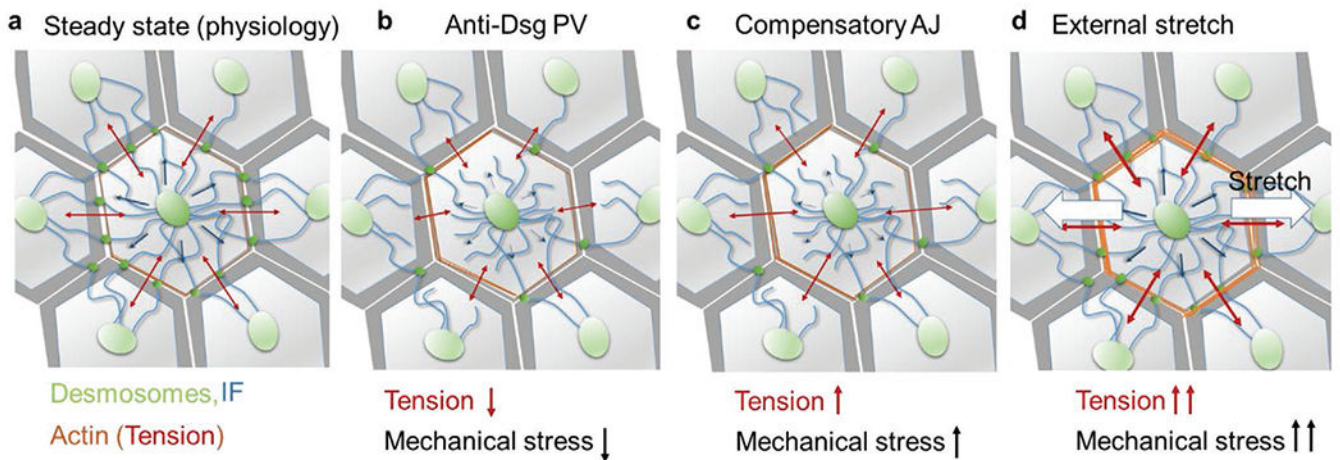 a Steady state (physiology)
b Anti-Dsg PV
c Compensatory AJ
d External stretch
Stretch
Desmosomes, IF
Actin (Tension)
Tension ↓
Mechanical stress ↓
Tension ↑
Mechanical stress ↑
Tension ↑↑
Mechanical stress ↑↑